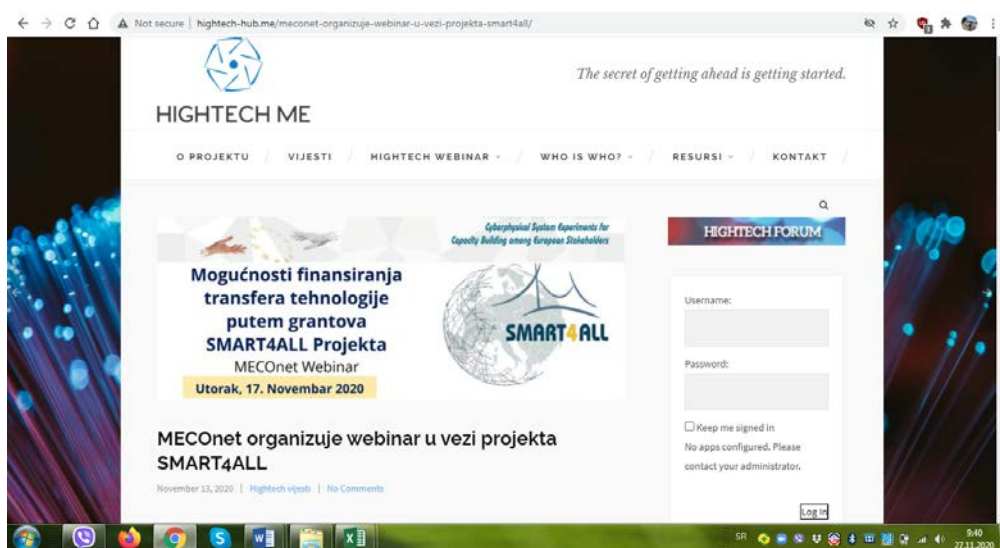 Not secure | hightech-hub.me/meconet-organizuje-webinar-u-vezi-projekta-smart4all/
The secret of getting ahead is getting started.
HIGHTECH ME
O PROJEKTU / VIJESTI / HIGHTECH WEBINAR / WHO IS WHO? / RESURSI / KONTAKT /
Cyberphysical System Experiments for
Capacity Building among European Stakeholders
Mogućnosti finansiranja
transfera tehnologije
putem grantova
SMART4ALL Projekta
MECOnet Webinar
Utorak, 17. Novembar 2020
SMART4ALL
HIGHTECH FORUM
Username:
Password:
Keep me signed in
No apps configured. Please
contact your administrator.
Log In
MECOnet organizuje webinar u vezi projekta
SMART4ALL
November 13, 2020 | Hightech vijesti | No Comments
SR
9:40
27.11.2020